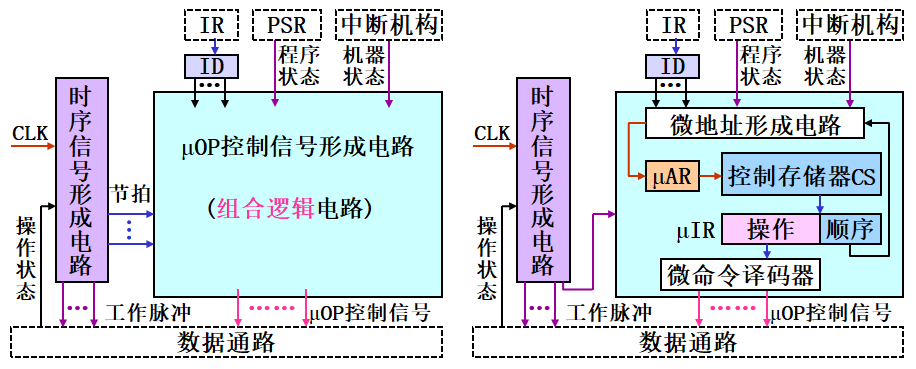 IR
PSR
中断机构
ID
程序
状态
机器
状态
CLK
时序信号形成电路
节拍
μOP控制信号形成电路
(组合逻辑电路)
操作状态
工作脉冲
μOP控制信号
数据通路
IR
PSR
中断机构
ID
程序
状态
机器
状态
CLK
时序信号形成电路
微地址形成电路
μAR
控制存储器CS
μIR
操作
顺序
微命令译码器
操作状态
工作脉冲
μOP控制信号
数据通路